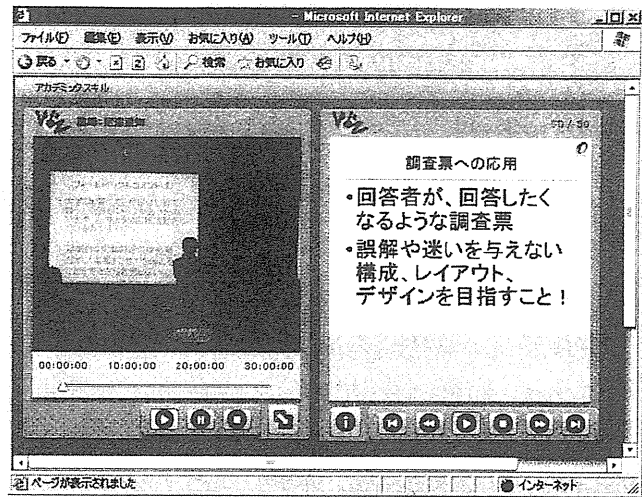 - Microsoft Internet Explorer
ファイル(F) 編集(E) 表示(V) お気に入り(A) ツール(T) ヘルプ(H)
戻る 検索 お気に入り
アカデミックスキル
50 / 50
調査票への応用
•回答者が、回答したく
なるような調査票
•誤解や迷いを与えない
構成、レイアウト、
デザインを目指すこと！
00:00:00 10:00:00 20:00:00 30:00:00
ページが表示されました
インターネット